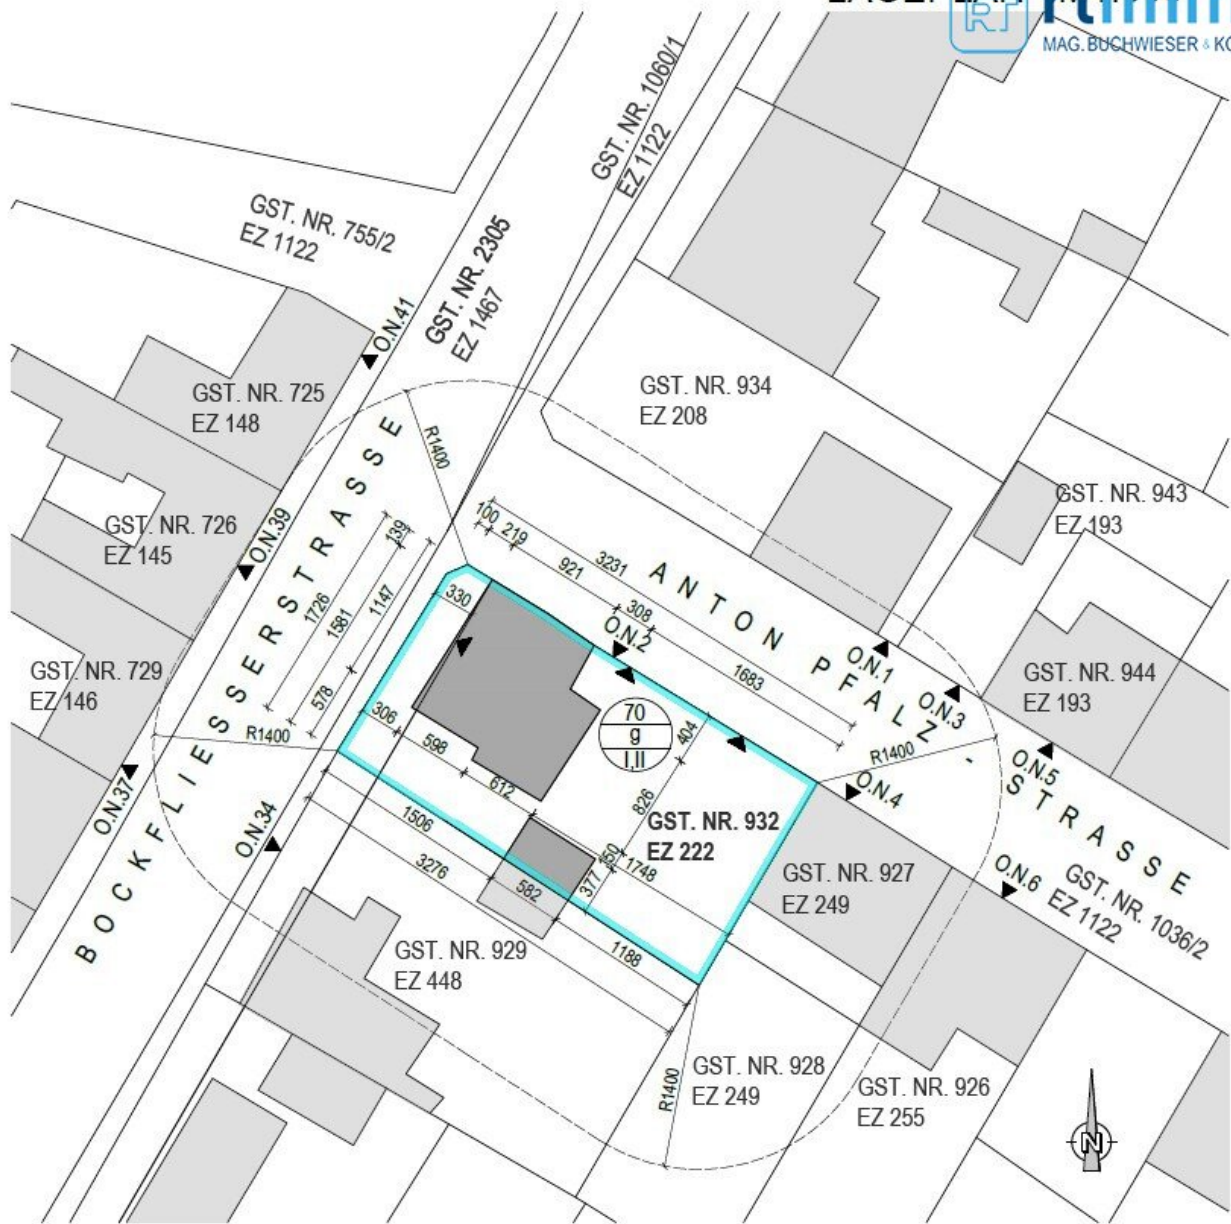 RT
MAG. BUCHWIESER & KO
GST. NR. 1060/1
EZ 1122
GST. NR. 755/2
EZ 1122
GST. NR. 2305
EZ 1467
O.N.41
GST. NR. 725
EZ 148
GST. NR. 934
EZ 208
R1400
GST. NR. 943
EZ 193
GST. NR. 726
EZ 145
O.N.39
BOCKFLIESSERSTRASSE
ANTON PFALZ - STRASSE
100
219
921
3231
308
1683
139
1726
1581
1147
578
330
O.N.2
O.N.1
O.N.3
GST. NR. 944
EZ 193
GST. NR. 729
EZ 146
R1400
306
598
612
70
g
I,II
404
826
R1400
O.N.5
O.N.4
O.N.37
O.N.34
1506
3276
582
377
1748
1188
GST. NR. 932
EZ 222
GST. NR. 927
EZ 249
O.N.6
GST. NR. 1036/2
EZ 1122
GST. NR. 929
EZ 448
R1400
GST. NR. 928
EZ 249
GST. NR. 926
EZ 255
N